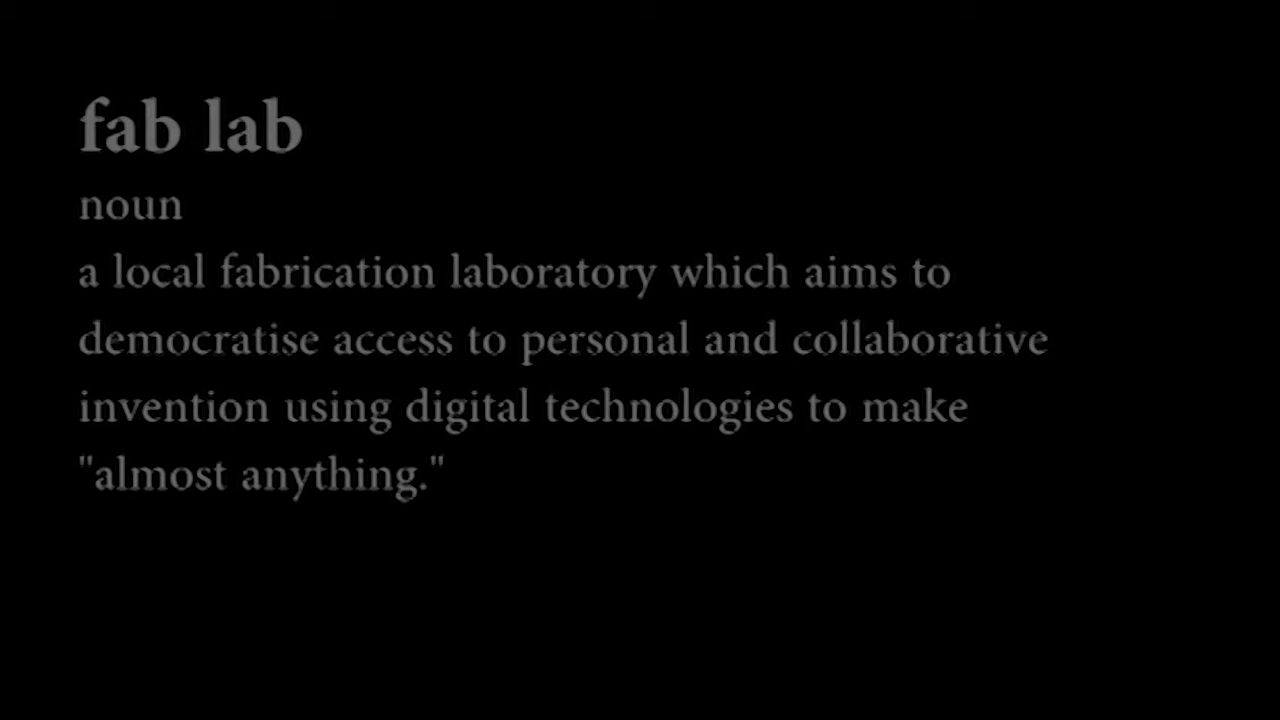 fab lab
noun
a local fabrication laboratory which aims to
democratise access to personal and collaborative
invention using digital technologies to make
"almost anything."